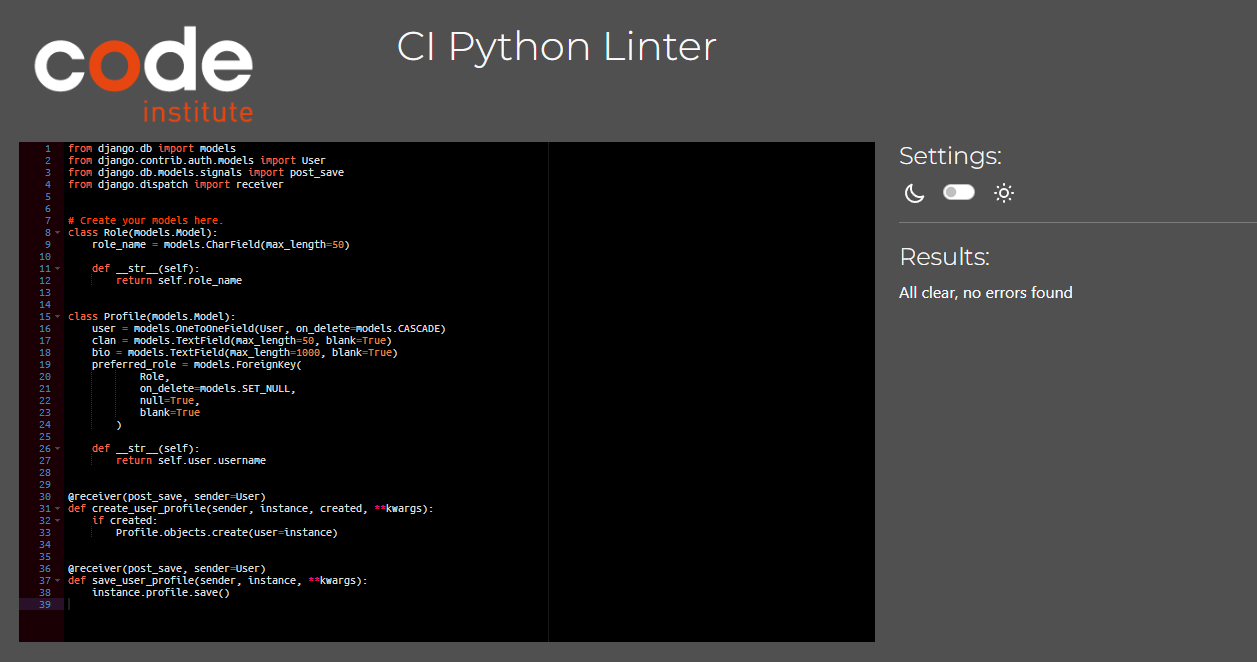 code
institute
CI Python Linter
1 from django.db import models
2 from django.contrib.auth.models import User
3 from django.db.models.signals import post_save
4 from django.dispatch import receiver
5
6
7 # Create your models here.
8 class Role(models.Model):
9     role_name = models.CharField(max_length=50)
10
11     def __str__(self):
12         return self.role_name
13
14
15 class Profile(models.Model):
16     user = models.OneToOneField(User, on_delete=models.CASCADE)
17     clan = models.TextField(max_length=50, blank=True)
18     bio = models.TextField(max_length=1000, blank=True)
19     preferred_role = models.ForeignKey(
20             Role,
21             on_delete=models.SET_NULL,
22             null=True,
23             blank=True
24         )
25
26     def __str__(self):
27         return self.user.username
28
29
30 @receiver(post_save, sender=User)
31 def create_user_profile(sender, instance, created, **kwargs):
32     if created:
33         Profile.objects.create(user=instance)
34
35
36 @receiver(post_save, sender=User)
37 def save_user_profile(sender, instance, **kwargs):
38     instance.profile.save()
39
Settings:
Results:
All clear, no errors found